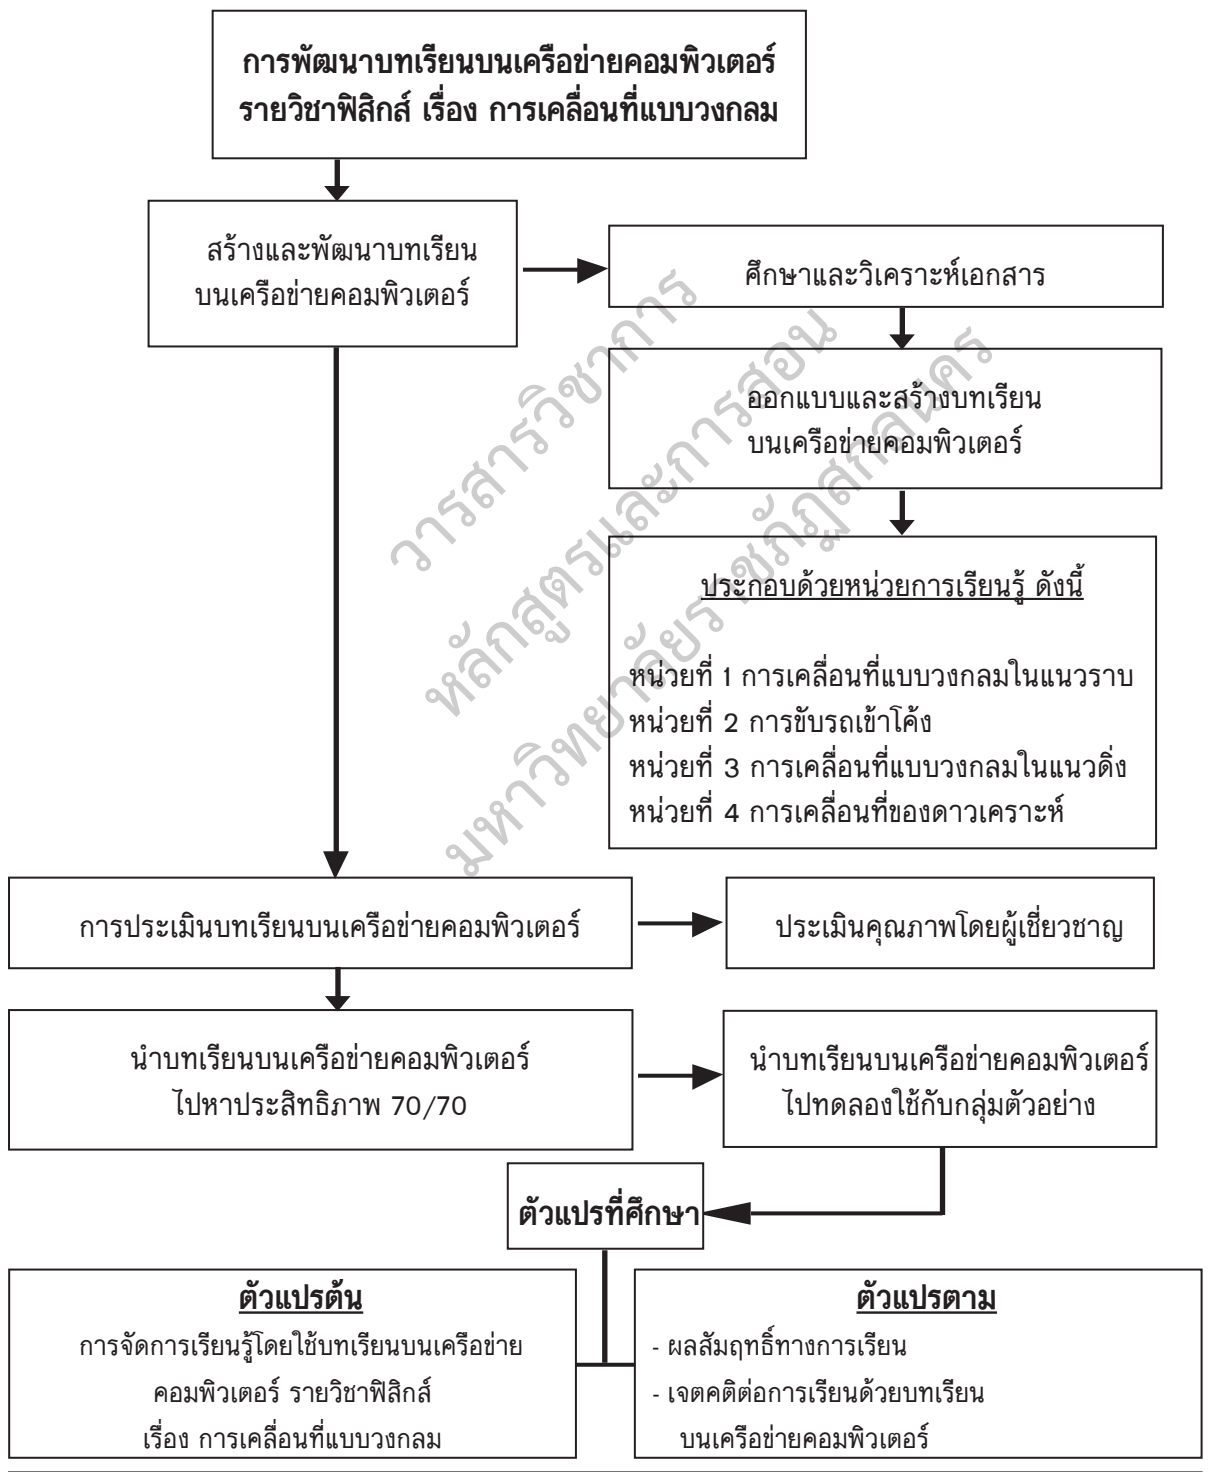 การพัฒนาบทเรียนบนเครือข่ายคอมพิวเตอร์
รายวิชาฟิสิกส์ เรื่อง การเคลื่อนที่แบบวงกลม
สร้างและพัฒนาบทเรียน
บนเครือข่ายคอมพิวเตอร์
ศึกษาและวิเคราะห์เอกสาร
ออกแบบและสร้างบทเรียน
บนเครือข่ายคอมพิวเตอร์
ประกอบด้วยหน่วยการเรียนรู้ ดังนี้
หน่วยที่ 1 การเคลื่อนที่แบบวงกลมในแนวราบ
หน่วยที่ 2 การขับรถเข้าโค้ง
หน่วยที่ 3 การเคลื่อนที่แบบวงกลมในแนวดิ่ง
หน่วยที่ 4 การเคลื่อนที่ของดาวเคราะห์
วารสารวิชาการ
หลักสูตรและการสอน
มหาวิทยาลัยราชภัฏสกลนคร
การประเมินบทเรียนบนเครือข่ายคอมพิวเตอร์
ประเมินคุณภาพโดยผู้เชี่ยวชาญ
นำบทเรียนบนเครือข่ายคอมพิวเตอร์
ไปหาประสิทธิภาพ 70/70
นำบทเรียนบนเครือข่ายคอมพิวเตอร์
ไปทดลองใช้กับกลุ่มตัวอย่าง
ตัวแปรที่ศึกษา
ตัวแปรต้น
การจัดการเรียนรู้โดยใช้บทเรียนบนเครือข่าย
คอมพิวเตอร์ รายวิชาฟิสิกส์
เรื่อง การเคลื่อนที่แบบวงกลม
ตัวแปรตาม
- ผลสัมฤทธิ์ทางการเรียน
- เจตคติต่อการเรียนด้วยบทเรียน
บนเครือข่ายคอมพิวเตอร์